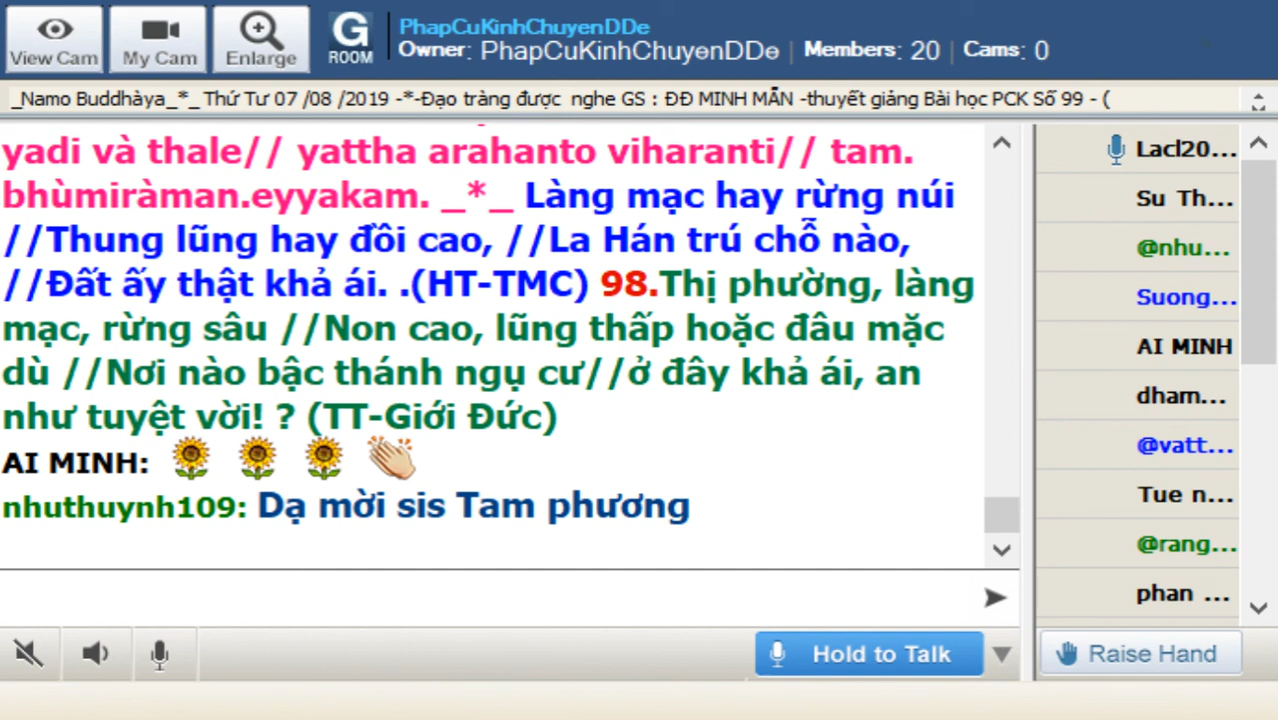 View Cam
My Cam
Enlarge
G
ROOM
PhapCuKinhChuyenDDe
Owner: PhapCuKinhChuyenDDe | Members: 20 | Cams: 0
_Namo Buddhàya_*_ Thứ Tư 07 /08 /2019 -*-Đạo tràng được nghe GS : ĐĐ MINH MẪN -thuyết giảng Bài học PCK Số 99 - (
yadi và thale// yattha arahanto viharanti// tam.
bhùmiràman.eyyakam. _*_ Làng mạc hay rừng núi
//Thung lũng hay đồi cao, //La Hán trú chỗ nào,
//Đất ấy thật khả ái. .(HT-TMC) 98.Thị phường, làng
mạc, rừng sâu //Non cao, lũng thấp hoặc đâu mặc
dù //Nơi nào bậc thánh ngụ cư//ở đây khả ái, an
như tuyệt vời! ? (TT-Giới Đức)
AI MINH:
nhuthuynh109: Dạ mời sis Tam phương
Lacl20...
Su Th...
@nhu...
Suong...
AI MINH
dham...
@vatt...
Tue n...
@rang...
phan ...
Hold to Talk
Raise Hand